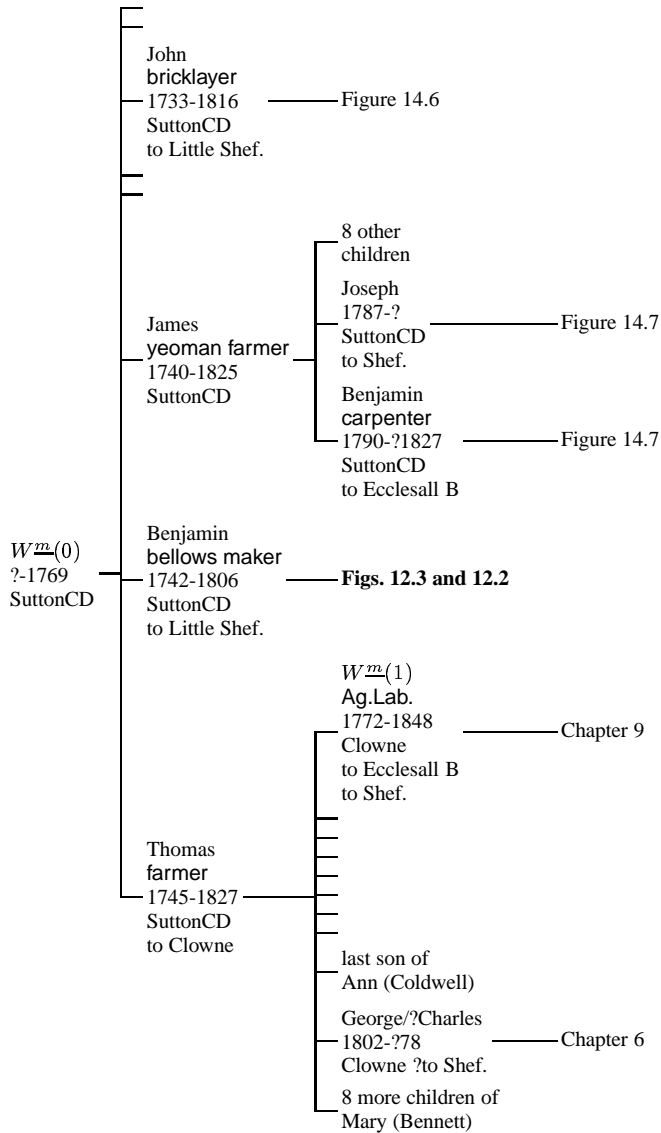 John
bricklayer
1733-1816
SuttonCD
to Little Shef.
Figure 14.6
8 other
children
Joseph
1787-?
SuttonCD
to Shef.
Figure 14.7
James
yeoman farmer
1740-1825
SuttonCD
Benjamin
carpenter
1790-?1827
SuttonCD
to Ecclesall B
Figure 14.7
Wm(0)
?-1769
SuttonCD
Benjamin
bellows maker
1742-1806
SuttonCD
to Little Shef.
Figs. 12.3 and 12.2
Wm(1)
Ag.Lab.
1772-1848
Clowne
to Ecclesall B
to Shef.
Chapter 9
Thomas
farmer
1745-1827
SuttonCD
to Clowne
last son of
Ann (Coldwell)
George/?Charles
1802-?78
Clowne ?to Shef.
Chapter 6
8 more children of
Mary (Bennett)